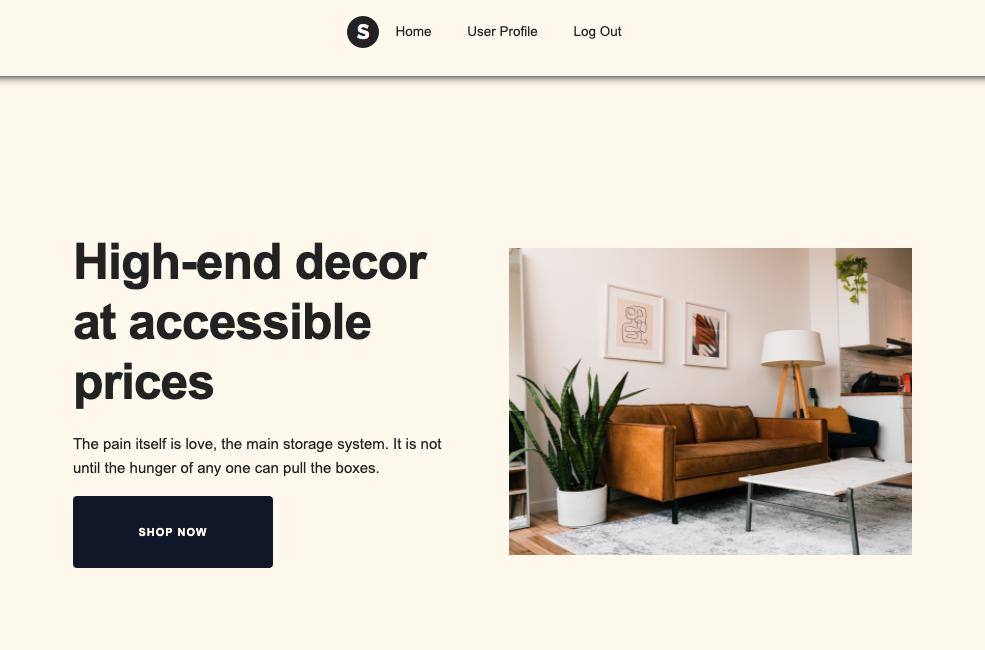 S Home User Profile Log Out
High-end decor
at accessible
prices
The pain itself is love, the main storage system. It is not
until the hunger of any one can pull the boxes.
SHOP NOW